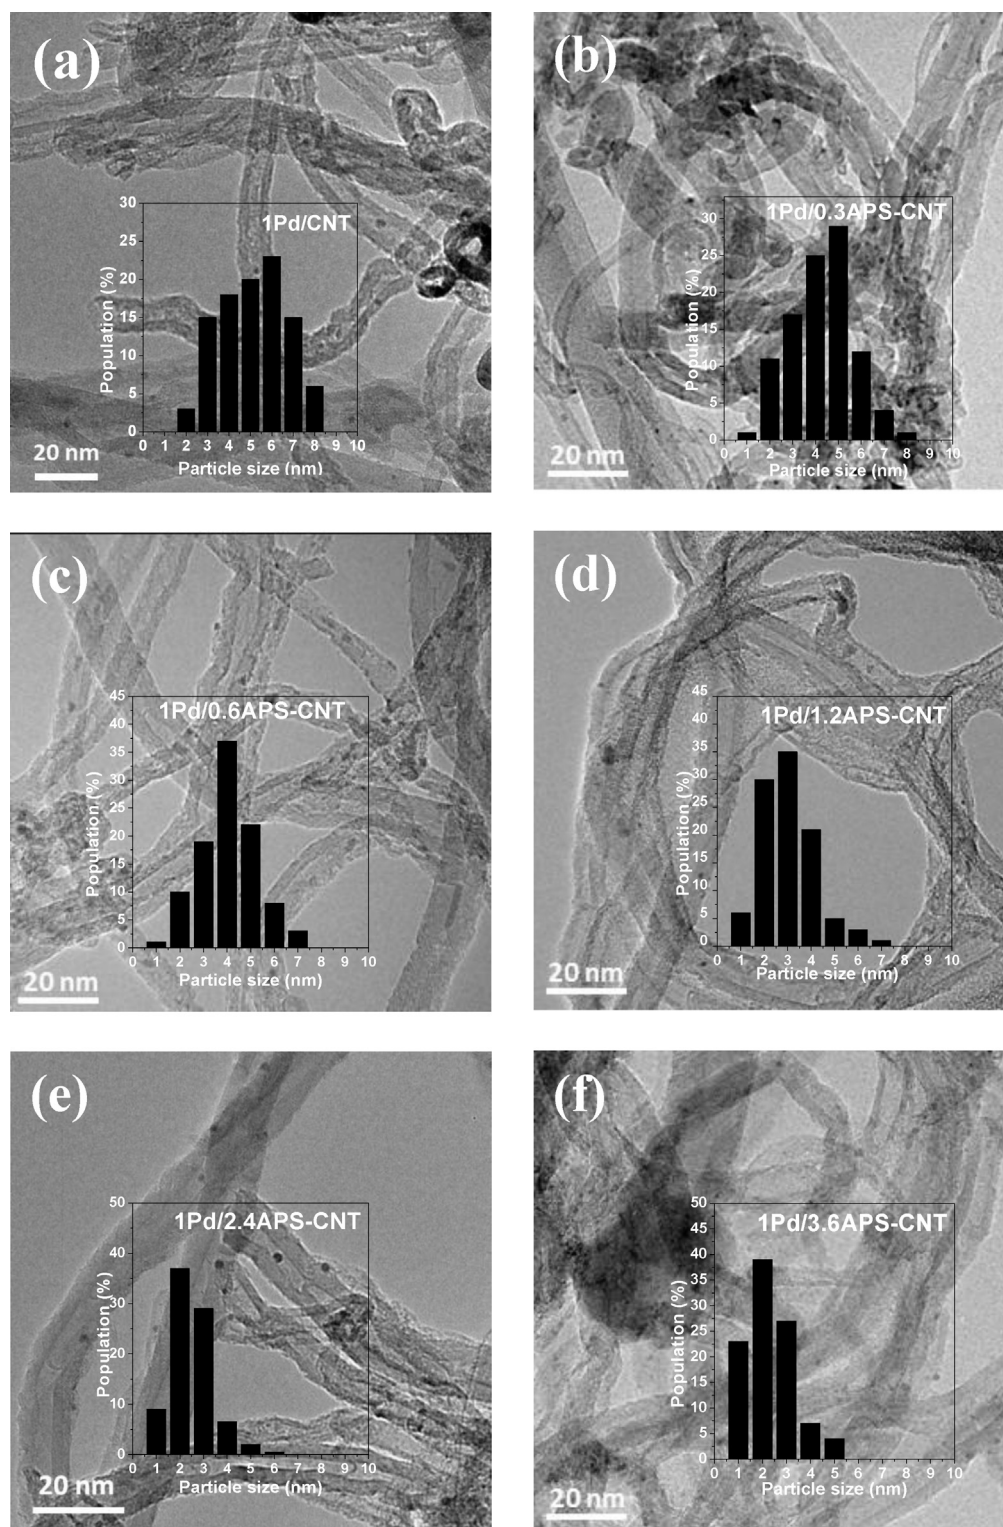 (a)
1Pd/CNT
30
25
20
15
10
5
0
Population (%)
0 1 2 3 4 5 6 7 8 9 10
Particle size (nm)
20 nm
(b)
1Pd/0.3APS-CNT
30
25
20
15
10
5
0
Population (%)
0 1 2 3 4 5 6 7 8 9 10
Particle size (nm)
20 nm
(c)
1Pd/0.6APS-CNT
45
40
35
30
25
20
15
10
5
0
Population (%)
0 1 2 3 4 5 6 7 8 9 10
Particle size (nm)
20 nm
(d)
1Pd/1.2APS-CNT
40
35
30
25
20
15
10
5
0
Population (%)
0 1 2 3 4 5 6 7 8 9 10
Particle size (nm)
20 nm
(e)
1Pd/2.4APS-CNT
50
40
30
20
10
0
Population (%)
0 1 2 3 4 5 6 7 8 9 10
Particle size (nm)
20 nm
(f)
1Pd/3.6APS-CNT
50
45
40
35
30
25
20
15
10
5
0
Population (%)
0 1 2 3 4 5 6 7 8 9 10
Particle size (nm)
20 nm